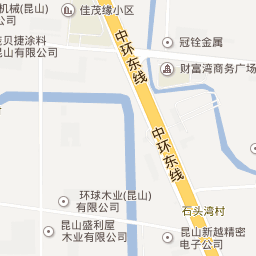 机械(昆山)
佳茂缘小区
中环东线
冠铨金属
贝捷涂料
昆山有限公司
财富湾商务广场
中环东线
环球木业(昆山)
有限公司
石头湾村
昆山盛利屋
木业有限公司
昆山新越精密
电子公司